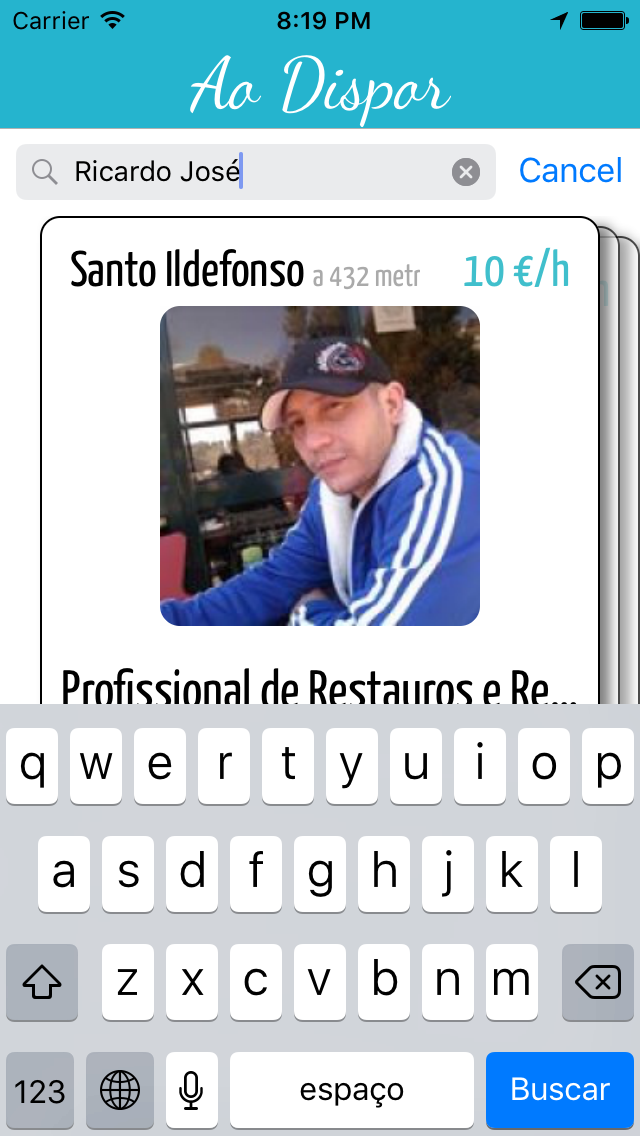 Carrier 8:19 PM
Ao Dispor
Ricardo José Cancel
Santo Ildefonso a 432 metr 10 €/h
Profissional de Restauros e Re...
q w e r t y u i o p
a s d f g h j k l
z x c v b n m
123 espaço Buscar